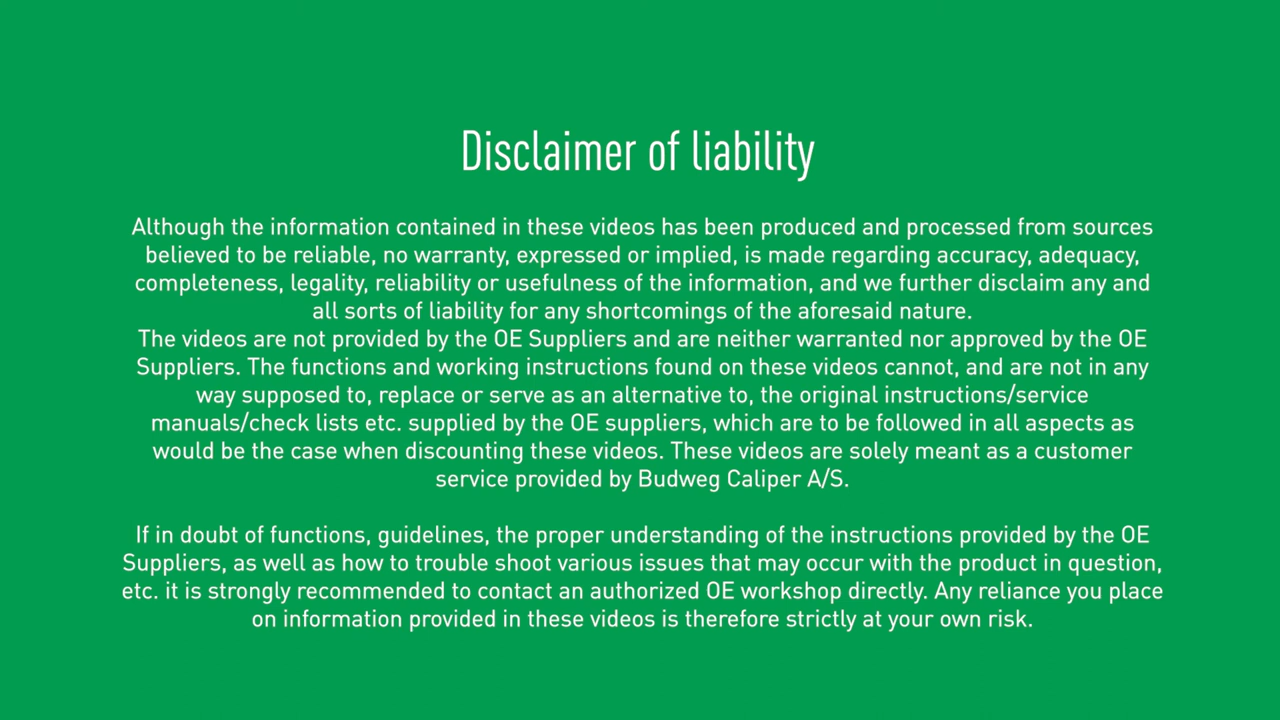 Disclaimer of liability
Although the information contained in these videos has been produced and processed from sources
believed to be reliable, no warranty, expressed or implied, is made regarding accuracy, adequacy,
completeness, legality, reliability or usefulness of the information, and we further disclaim any and
all sorts of liability for any shortcomings of the aforesaid nature.
The videos are not provided by the OE Suppliers and are neither warranted nor approved by the OE
Suppliers. The functions and working instructions found on these videos cannot, and are not in any
way supposed to, replace or serve as an alternative to, the original instructions/service
manuals/check lists etc. supplied by the OE suppliers, which are to be followed in all aspects as
would be the case when discounting these videos. These videos are solely meant as a customer
service provided by Budweg Caliper A/S.
If in doubt of functions, guidelines, the proper understanding of the instructions provided by the OE
Suppliers, as well as how to trouble shoot various issues that may occur with the product in question,
etc. it is strongly recommended to contact an authorized OE workshop directly. Any reliance you place
on information provided in these videos is therefore strictly at your own risk.